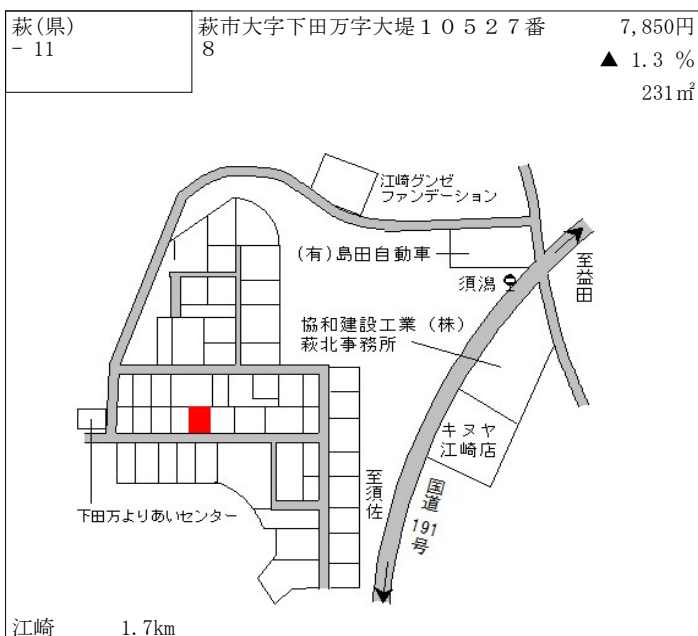 萩(県)
- 11
萩市大字下田万字大堤１０５２７番
８
7,850円
▲ 1.3 %
231㎡
江崎グンゼ
ファンデーション
(有)島田自動車
須潟
至益田
協和建設工業（株）
萩北事務所
キヌヤ
江崎店
至須佐
国道191号
下田万よりあいセンター
江崎 1.7km